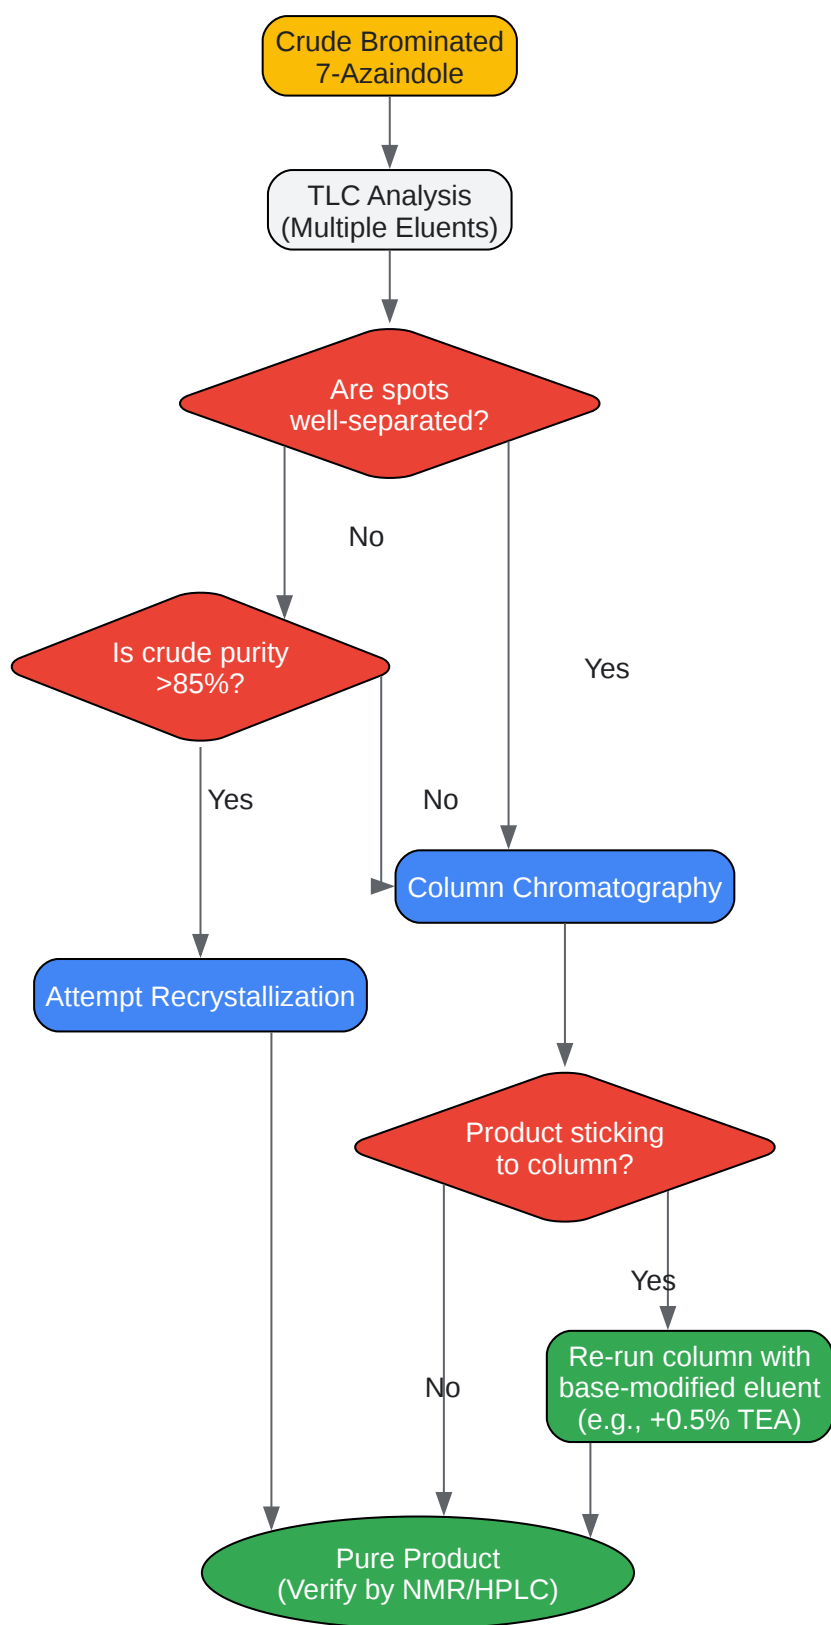 Crude Brominated
7-Azaindole
TLC Analysis
(Multiple Eluents)
Are spots
well-separated?
No
Is crude purity
>85%?
Yes
Yes
No
Column Chromatography
Attempt Recrystallization
Product sticking
to column?
Yes
Re-run column with
base-modified eluent
(e.g., +0.5% TEA)
No
Pure Product
(Verify by NMR/HPLC)